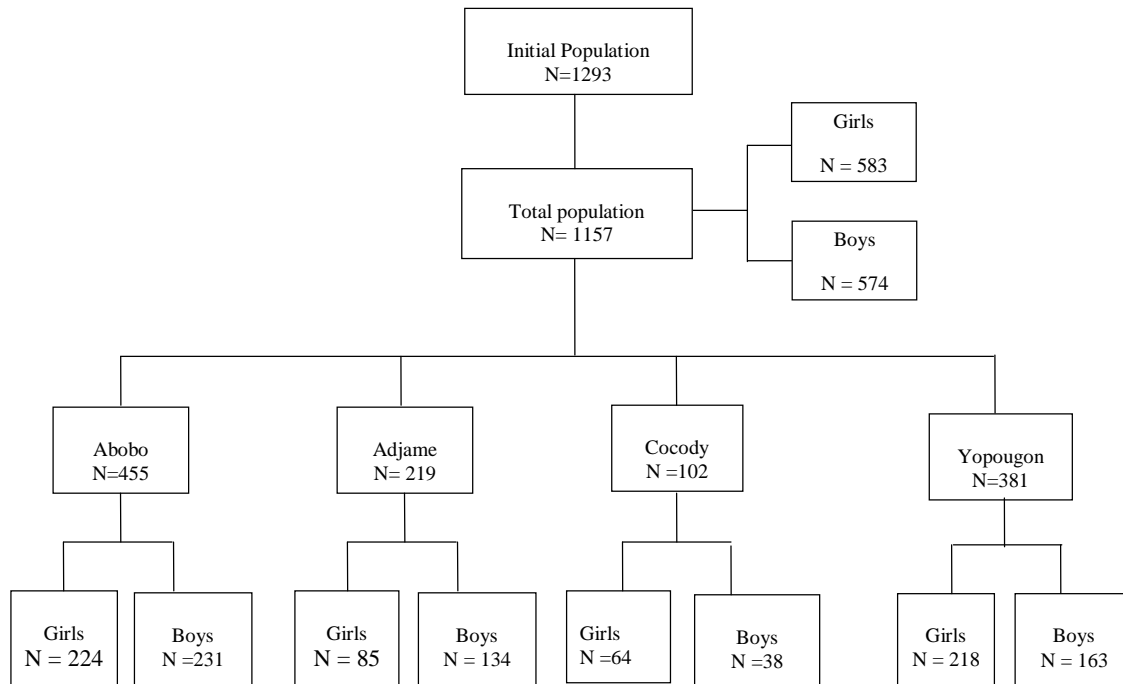 Initial Population
N=1293
Girls
N = 583
Total population
N= 1157
Boys
N = 574
Abobo
N=455
Adjame
N= 219
Cocody
N =102
Yopougon
N=381
Girls
N = 224
Boys
N =231
Girls
N = 85
Boys
N = 134
Girls
N =64
Boys
N =38
Girls
N = 218
Boys
N = 163